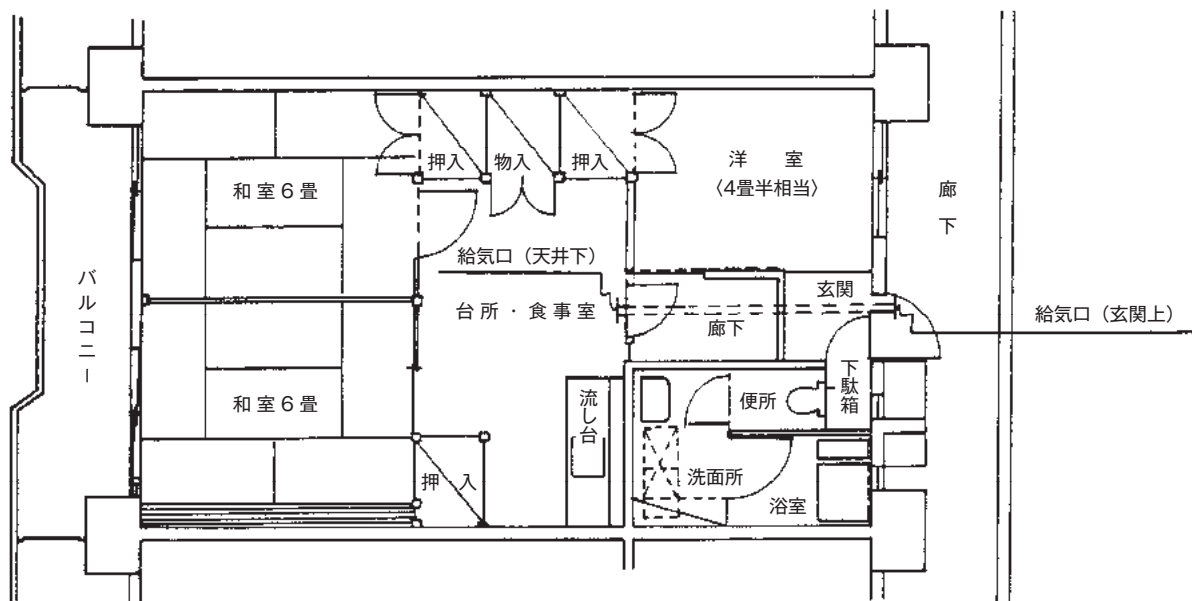 押入
物入
押入
洋　室
〈4畳半相当〉
和室６畳
廊下
給気口（天井下）
バルコニー
台所・食事室
玄関
廊下
給気口（玄関上）
和室６畳
流し台
便所
下駄箱
押入
洗面所
浴室